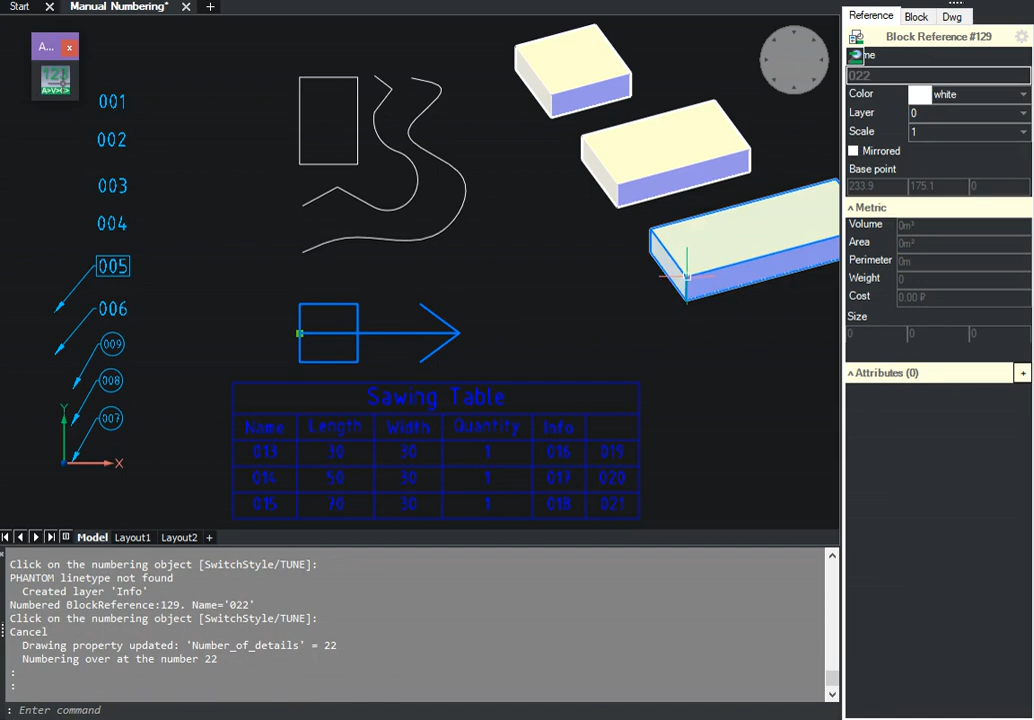 Start
Manual Numbering*
+
Reference
Block
Dwg
A...
x
Block Reference #129
me
123
A>V<>
022
001
Color
white
Layer
0
002
Scale
1
Mirrored
Base point
233.9
175.1
0
003
Metric
004
Volume
0m³
Area
0m²
005
Perimeter
0m
Weight
0
006
Cost
0.00 ₽
Size
0
0
0
009
008
Attributes (0)
+
007
Y
X
Sawing Table
Name Length Width Quantity Info
013 30 30 1 016 019
014 50 30 1 017 020
015 70 30 1 018 021
Model
Layout1
Layout2
+
Click on the numbering object [SwitchStyle/TUNE]:
PHANTOM linetype not found
Created layer 'Info'
Numbered BlockReference:129. Name='022'
Click on the numbering object [SwitchStyle/TUNE]:
Cancel
Drawing property updated: 'Number_of_details' = 22
Numbering over at the number 22
:
:
: Enter command